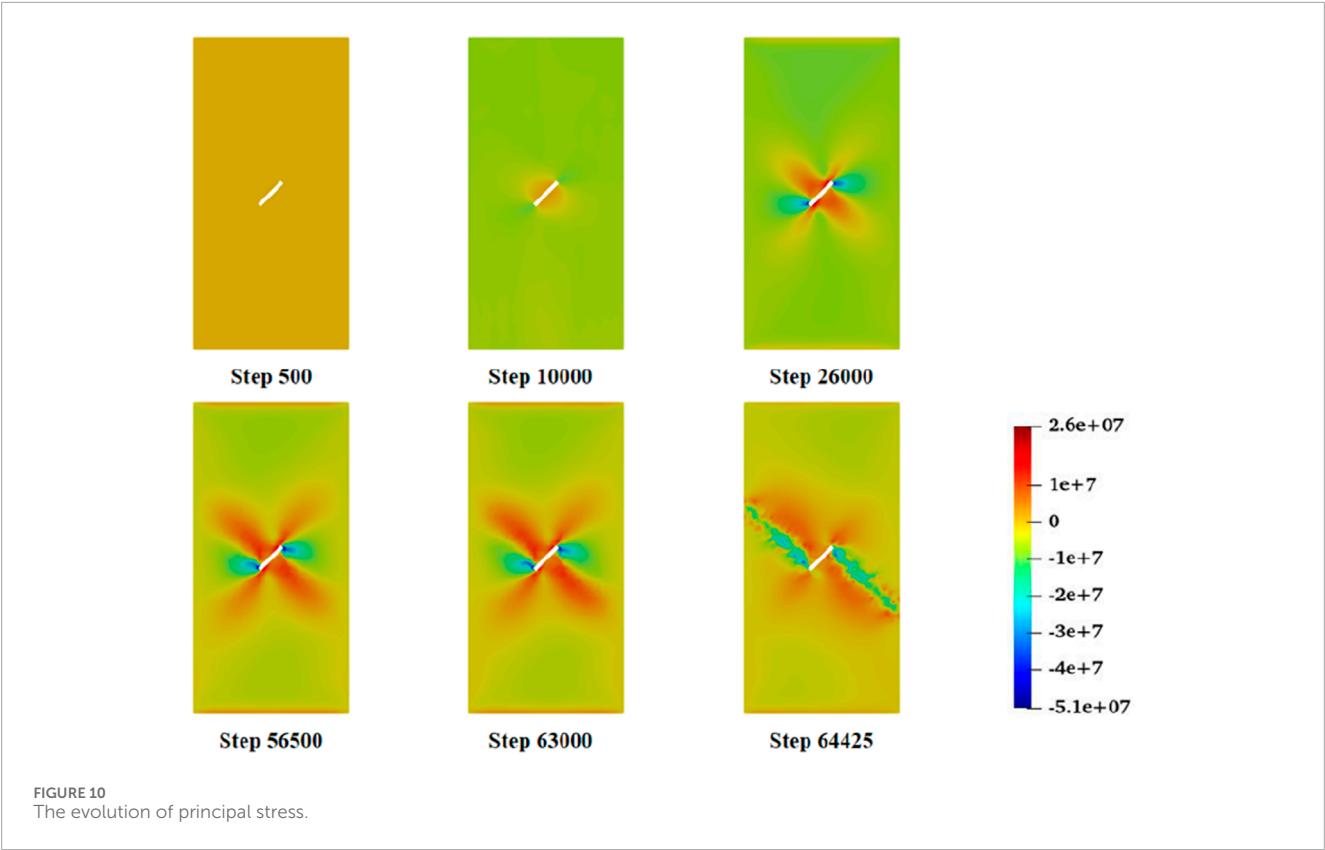 Step 500
Step 10000
Step 26000
Step 56500
Step 63000
Step 64425
2.6e+07
1e+7
0
-1e+7
-2e+7
-3e+7
-4e+7
-5.1e+07
FIGURE 10
The evolution of principal stress.